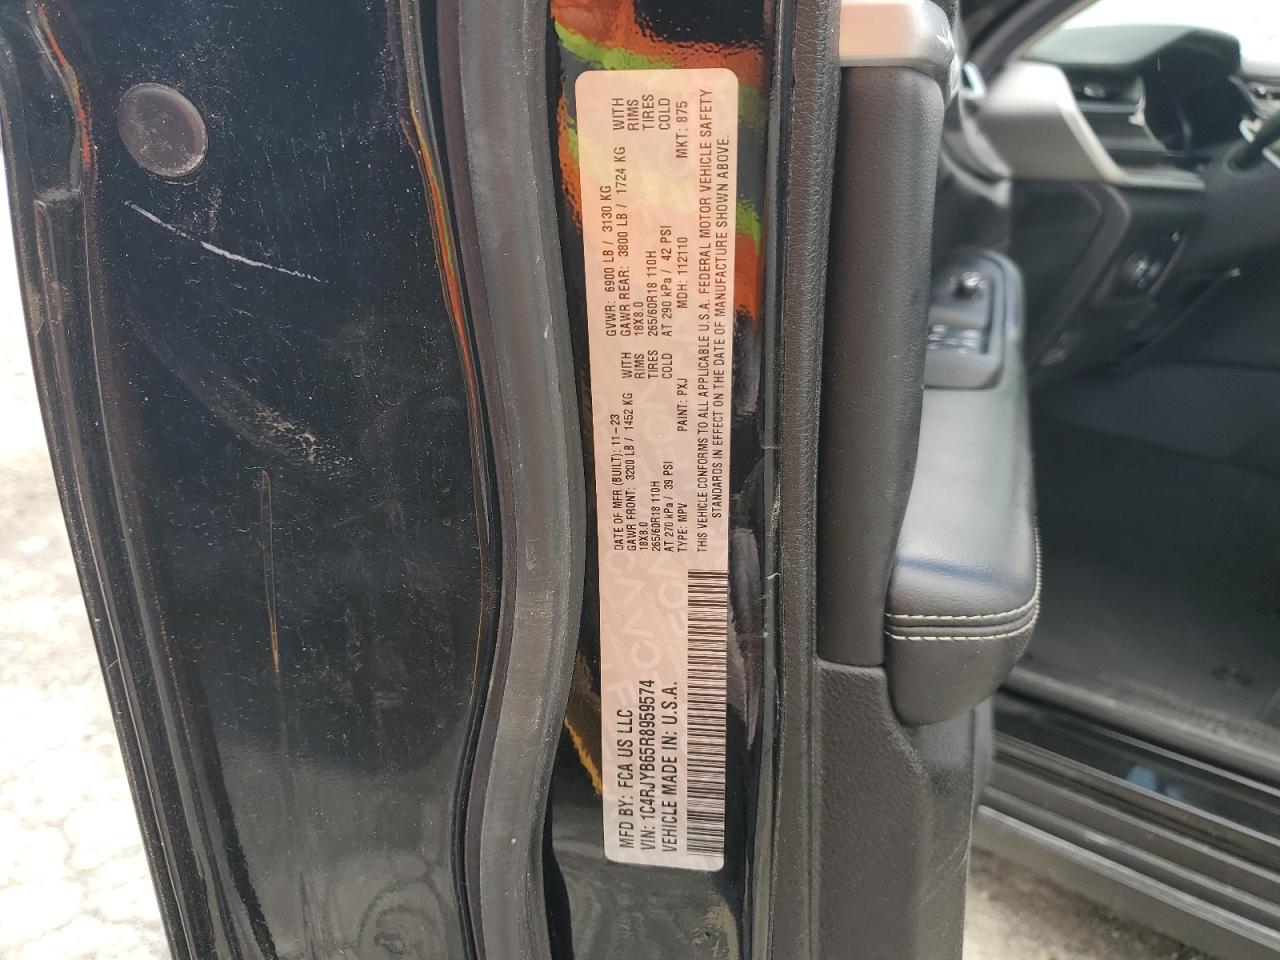 MFD BY: FCA US LLC
VIN: 1C4RJYB65R8959574
VEHICLE MADE IN: U.S.A.
DATE OF MFR (BUILT): 11-23 GVWR: 6900 LB / 3130 KG WITH
GAWR FRONT: 3200 LB / 1452 KG WITH GAWR REAR: 3800 LB / 1724 KG RIMS
18X8.0 RIMS 18X8.0 TIRES
265/60R18 110H TIRES 265/60R18 110H COLD
AT 270 kPa / 39 PSI COLD AT 290 kPa / 42 PSI
TYPE: MPV PAINT: PXJ MDH: 112110 MKT: 875
THIS VEHICLE CONFORMS TO ALL APPLICABLE U.S.A. FEDERAL MOTOR VEHICLE SAFETY
STANDARDS IN EFFECT ON THE DATE OF MANUFACTURE SHOWN ABOVE.